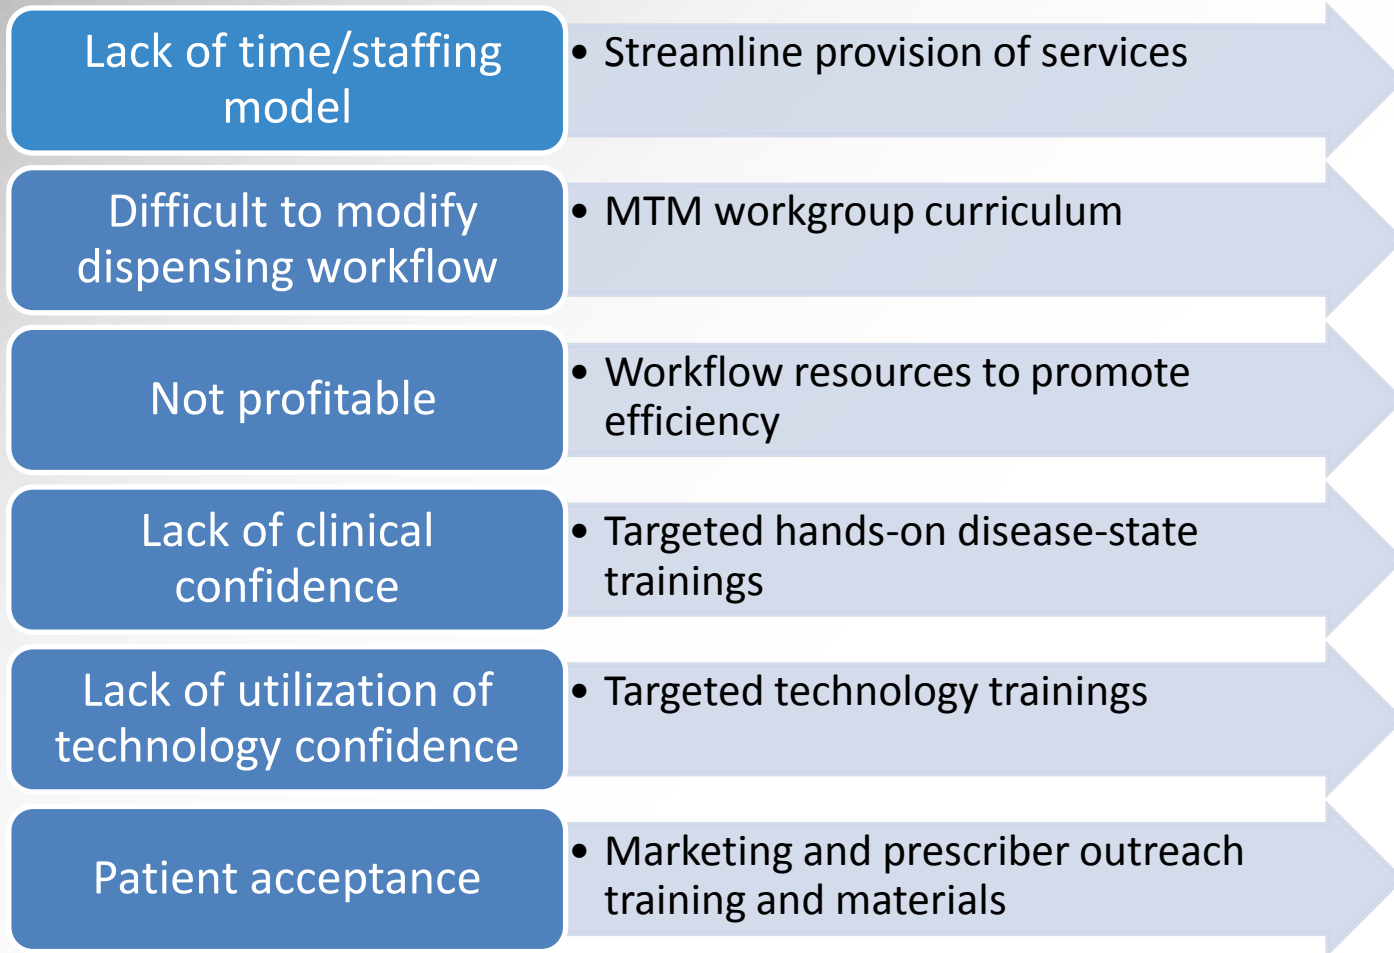 Lack of time/staffing
model
• Streamline provision of services
Difficult to modify
dispensing workflow
• MTM workgroup curriculum
Not profitable
• Workflow resources to promote
efficiency
Lack of clinical
confidence
• Targeted hands-on disease-state
trainings
Lack of utilization of
technology confidence
• Targeted technology trainings
Patient acceptance
• Marketing and prescriber outreach
training and materials